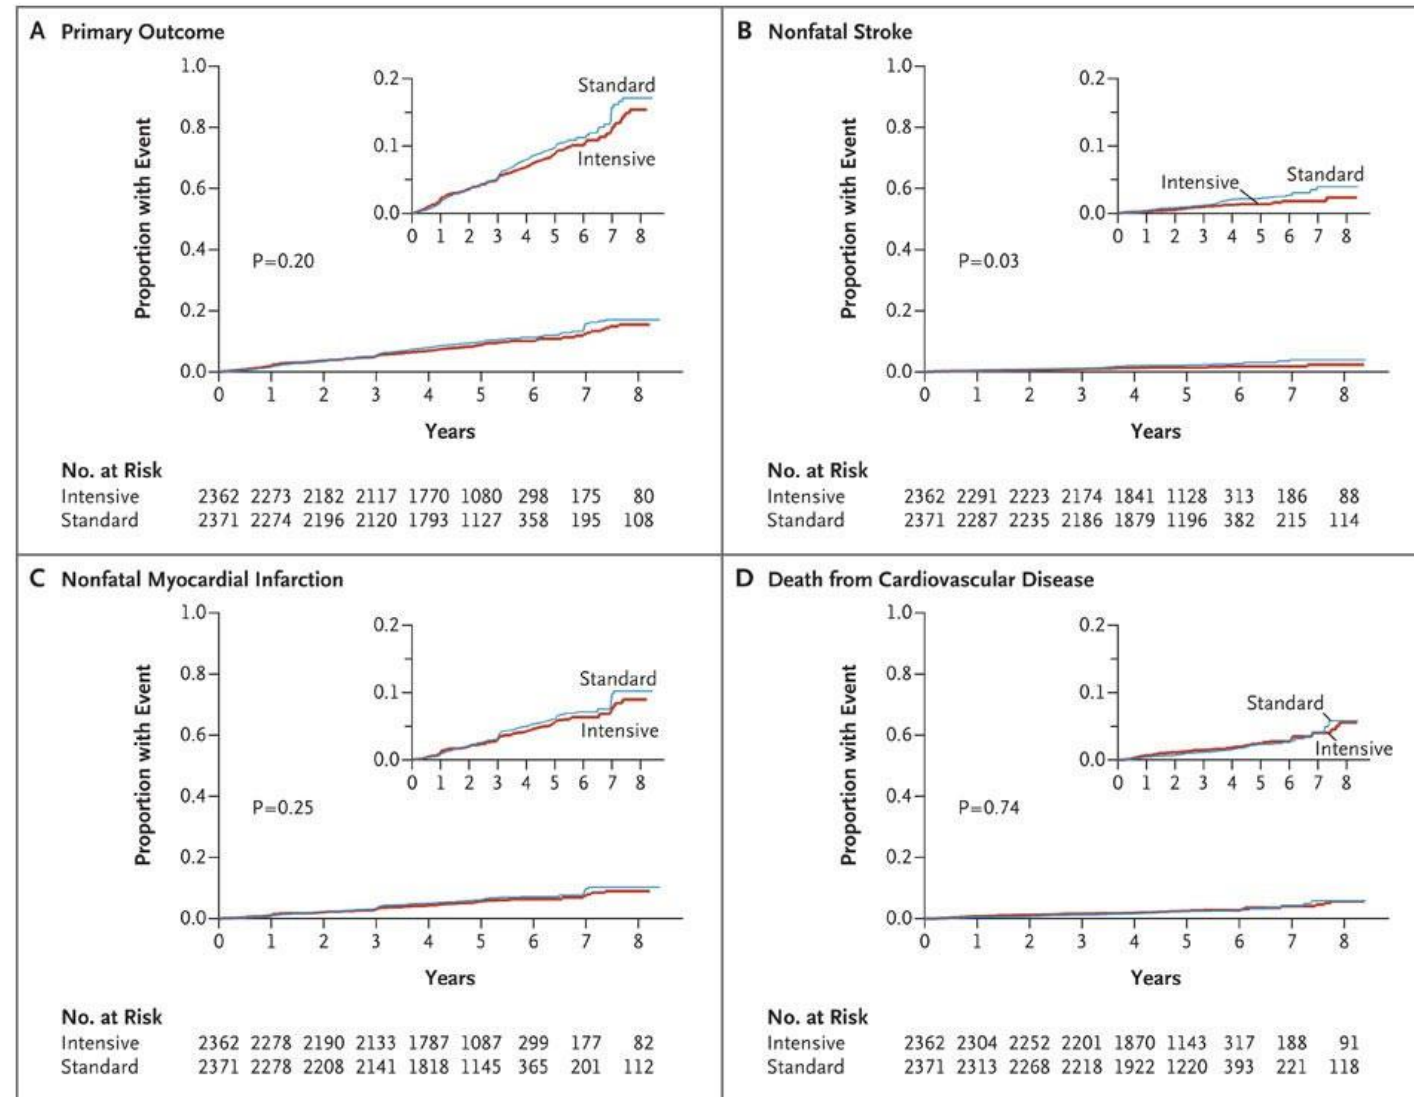 A Primary Outcome
1.0
0.8
0.6
0.4
0.2
0.0
Proportion with Event
0.2
0.1
0.0
Standard
Intensive
0 1 2 3 4 5 6 7 8
P=0.20
0 1 2 3 4 5 6 7 8
Years
No. at Risk
Intensive 2362 2273 2182 2117 1770 1080 298 175 80
Standard 2371 2274 2196 2120 1793 1127 358 195 108
B Nonfatal Stroke
1.0
0.8
0.6
0.4
0.2
0.0
Proportion with Event
0.2
0.1
0.0
Intensive
Standard
0 1 2 3 4 5 6 7 8
P=0.03
0 1 2 3 4 5 6 7 8
Years
No. at Risk
Intensive 2362 2291 2223 2174 1841 1128 313 186 88
Standard 2371 2287 2235 2186 1879 1196 382 215 114
C Nonfatal Myocardial Infarction
1.0
0.8
0.6
0.4
0.2
0.0
Proportion with Event
0.2
0.1
0.0
Standard
Intensive
0 1 2 3 4 5 6 7 8
P=0.25
0 1 2 3 4 5 6 7 8
Years
No. at Risk
Intensive 2362 2278 2190 2133 1787 1087 299 177 82
Standard 2371 2278 2208 2141 1818 1145 365 201 112
D Death from Cardiovascular Disease
1.0
0.8
0.6
0.4
0.2
0.0
Proportion with Event
0.2
0.1
0.0
Standard
Intensive
0 1 2 3 4 5 6 7 8
P=0.74
0 1 2 3 4 5 6 7 8
Years
No. at Risk
Intensive 2362 2304 2252 2201 1870 1143 317 188 91
Standard 2371 2313 2268 2218 1922 1220 393 221 118